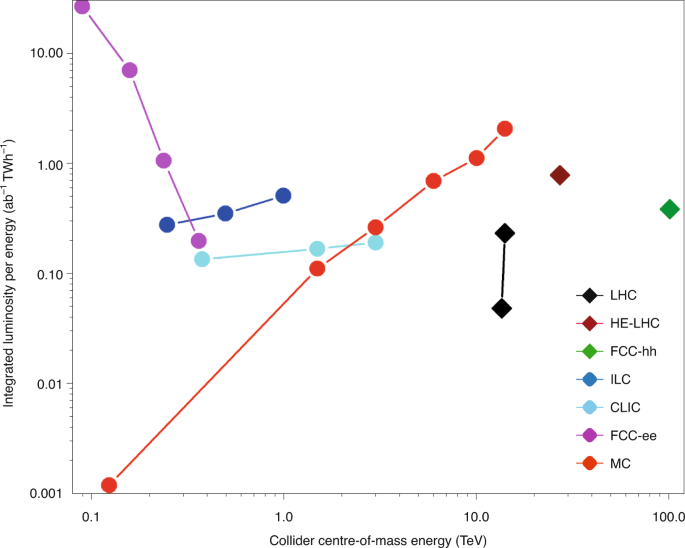 10.00
1.00
0.10
0.01
0.001
Integrated luminosity per energy (ab⁻¹ TWh⁻¹)
0.1
1.0
10.0
100.0
Collider centre-of-mass energy (TeV)
LHC
HE-LHC
FCC-hh
ILC
CLIC
FCC-ee
MC